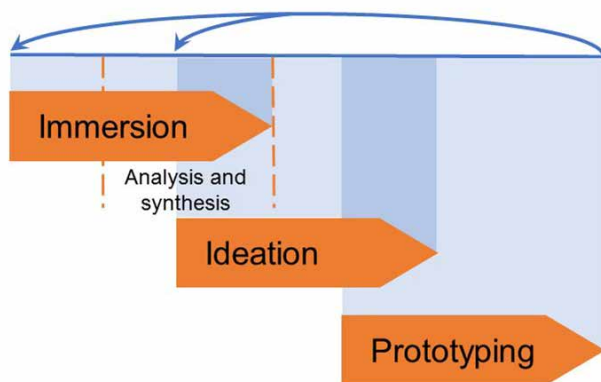 Immersion
Analysis and
synthesis
Ideation
Prototyping